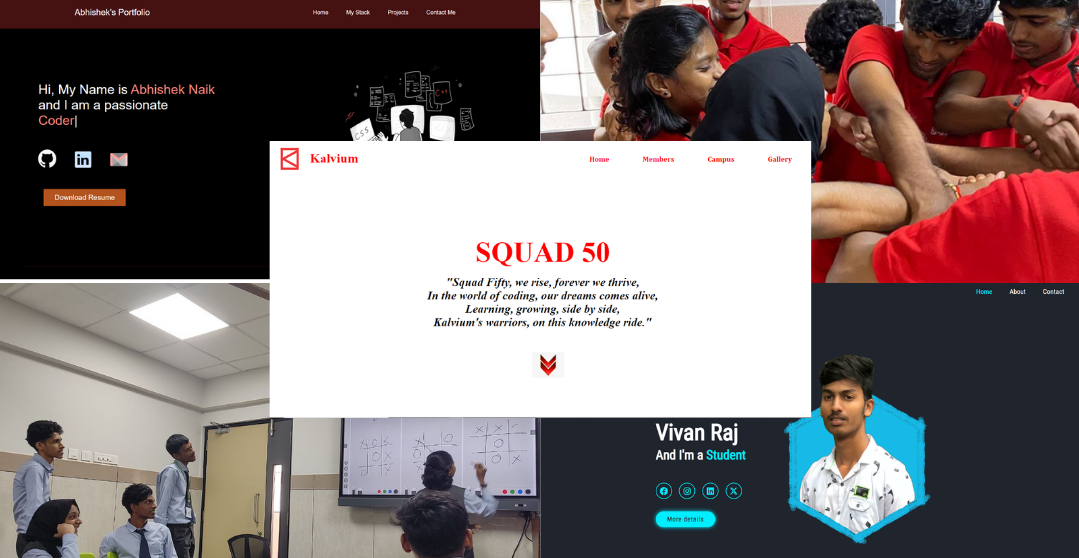 Abhishek's Portfolio
Home My Stack Projects Contact Me
Hi, My Name is Abhishek Naik
and I am a passionate
Coder|
Download Resume
Kalvium
Home Members Campus Gallery
SQUAD 50
"Squad Fifty, we rise, forever we thrive,
In the world of coding, our dreams comes alive,
Learning, growing, side by side,
Kalvium's warriors, on this knowledge ride."
Home About Contact
Vivan Raj
And I'm a Student
More details